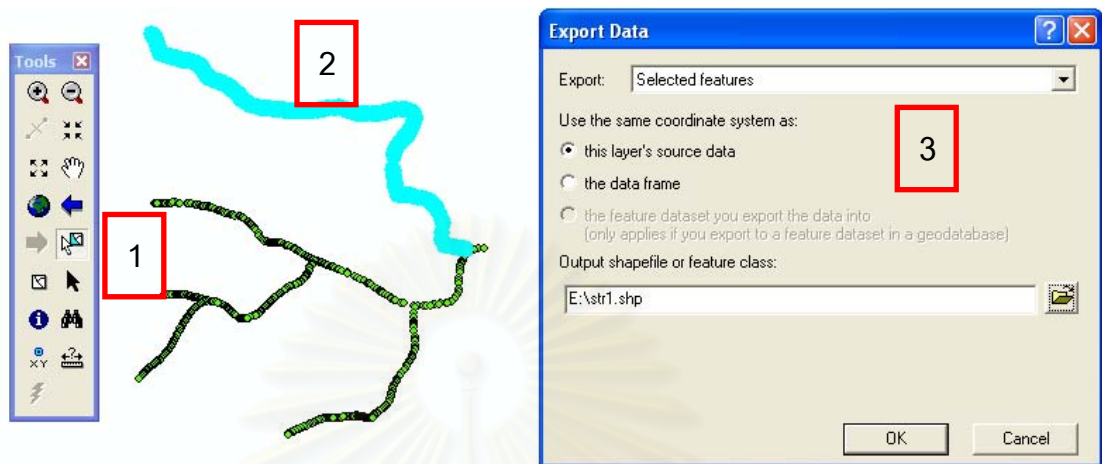 Tools
XY
?
1
2
Export Data
Export: Selected features
Use the same coordinate system as:
this layer's source data
the data frame
the feature dataset you export the data into
(only applies if you export to a feature dataset in a geodatabase)
3
Output shapefile or feature class:
E:\str1.shp
OK Cancel